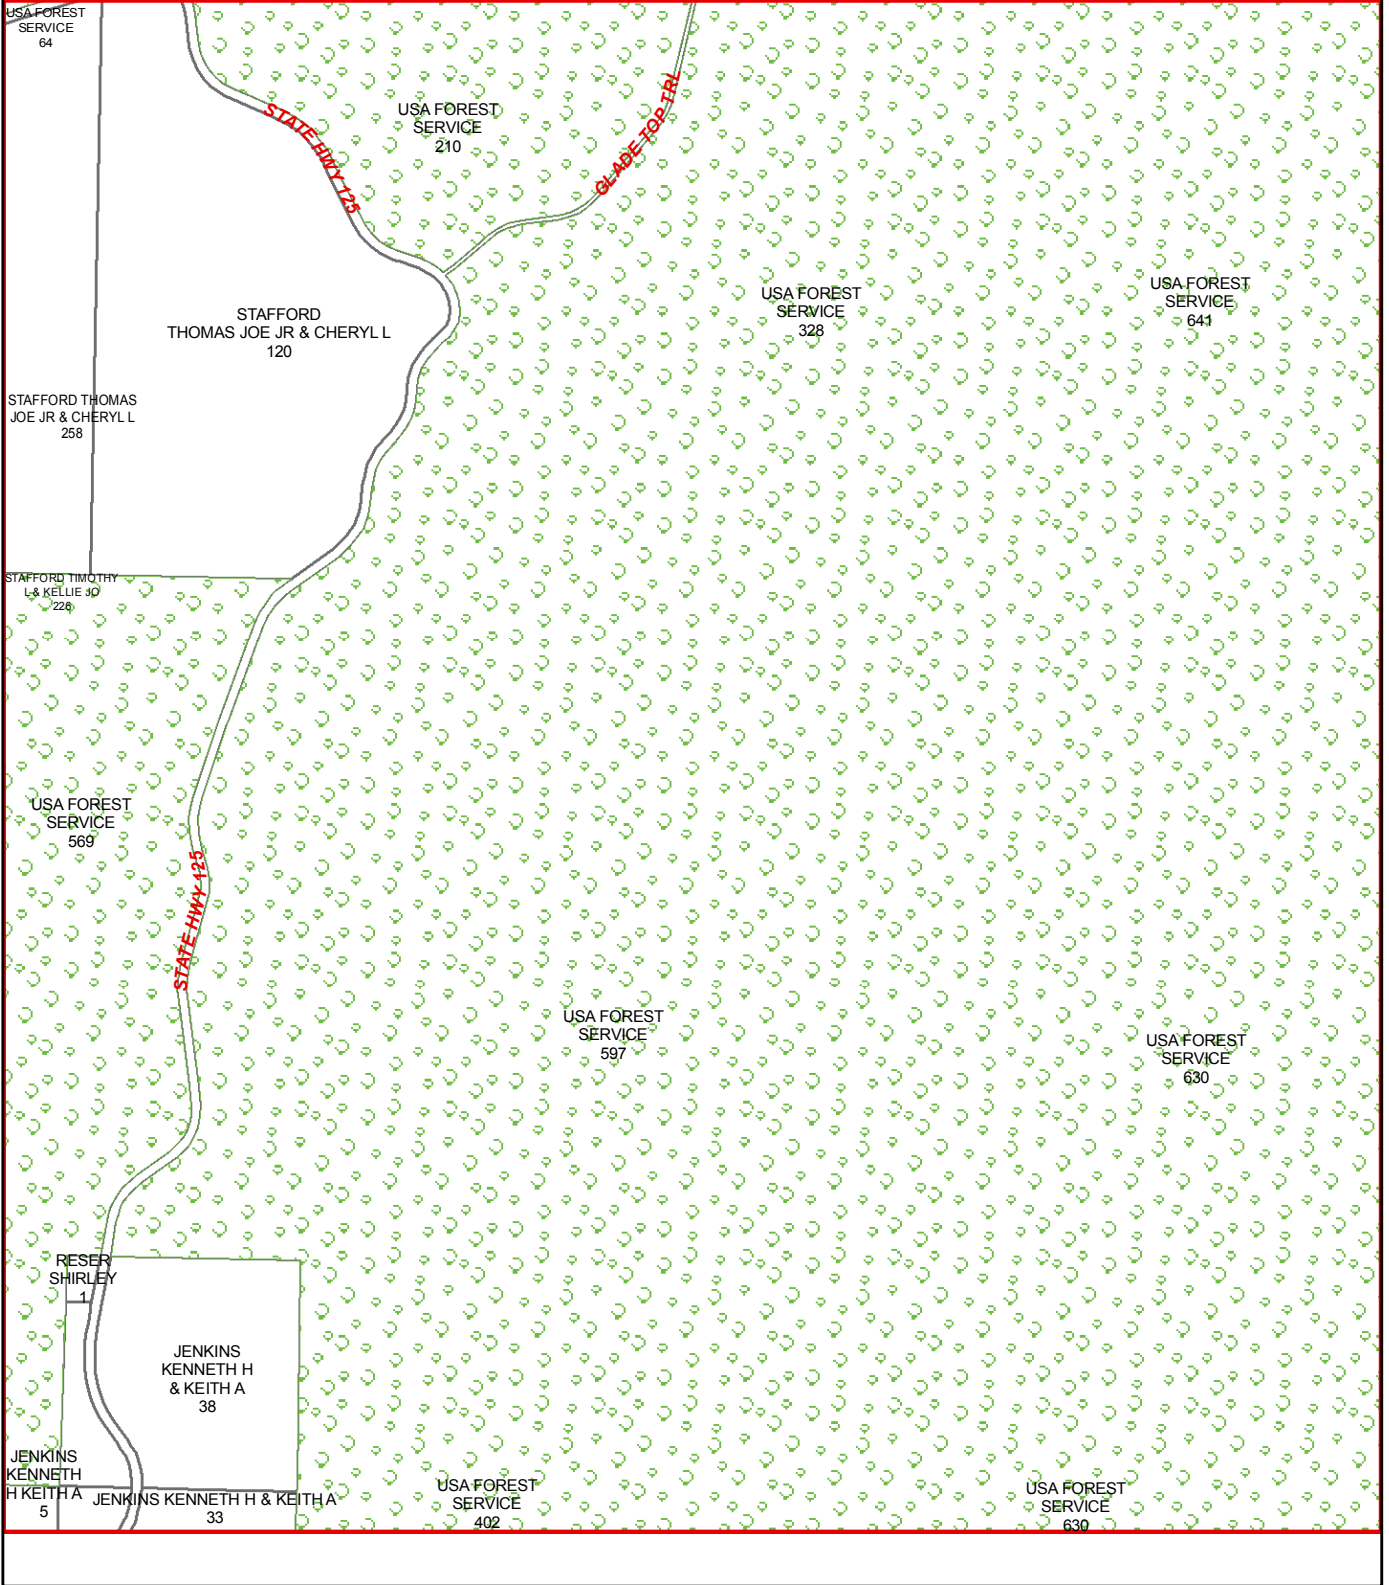 USA FOREST
SERVICE
64
STATE HWY 125
USA FOREST
SERVICE
210
GLADE TOP TRL
STAFFORD
THOMAS JOE JR & CHERYL L
120
USA FOREST
SERVICE
328
USA FOREST
SERVICE
641
STAFFORD THOMAS
JOE JR & CHERYL L
258
STAFFORD TIMOTHY
L & KELLIE JO
226
USA FOREST
SERVICE
569
STATE HWY 125
USA FOREST
SERVICE
597
USA FOREST
SERVICE
630
RESER
SHIRLEY
1
JENKINS
KENNETH H
& KEITH A
38
JENKINS
KENNETH
H KEITH A
5
JENKINS KENNETH H & KEITH A
33
USA FOREST
SERVICE
402
USA FOREST
SERVICE
630